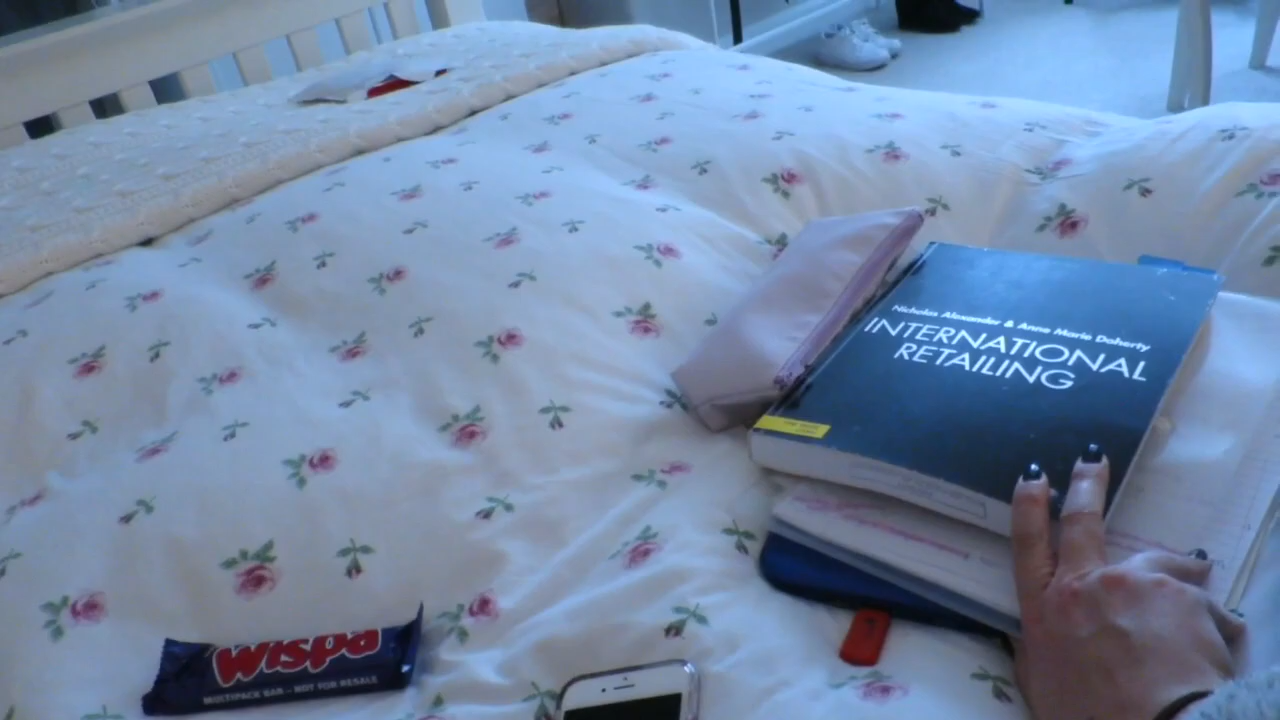 Nicholas Alexander & Anne Marie Doherty
INTERNATIONAL
RETAILING
Wispa
MULTIPACK BAR - NOT FOR RESALE